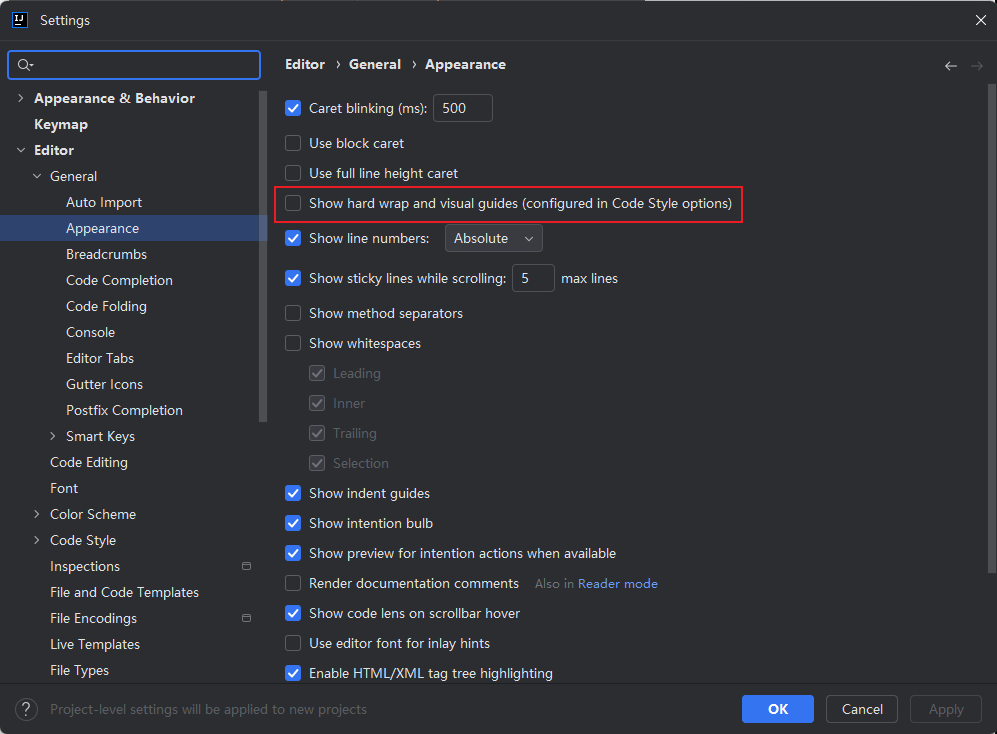 Settings
Appearance & Behavior
Keymap
Editor
General
Auto Import
Appearance
Breadcrumbs
Code Completion
Code Folding
Console
Editor Tabs
Gutter Icons
Postfix Completion
Smart Keys
Code Editing
Font
Color Scheme
Code Style
Inspections
File and Code Templates
File Encodings
Live Templates
File Types
Editor › General › Appearance
Caret blinking (ms): 500
Use block caret
Use full line height caret
Show hard wrap and visual guides (configured in Code Style options)
Show line numbers: Absolute
Show sticky lines while scrolling: 5 max lines
Show method separators
Show whitespaces
Leading
Inner
Trailing
Selection
Show indent guides
Show intention bulb
Show preview for intention actions when available
Render documentation comments Also in Reader mode
Show code lens on scrollbar hover
Use editor font for inlay hints
Enable HTML/XML tag tree highlighting
? Project-level settings will be applied to new projects
OK Cancel Apply